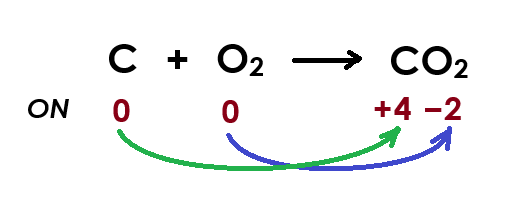 C + O₂ ⟶ CO₂
ON 0 0 +4 −2